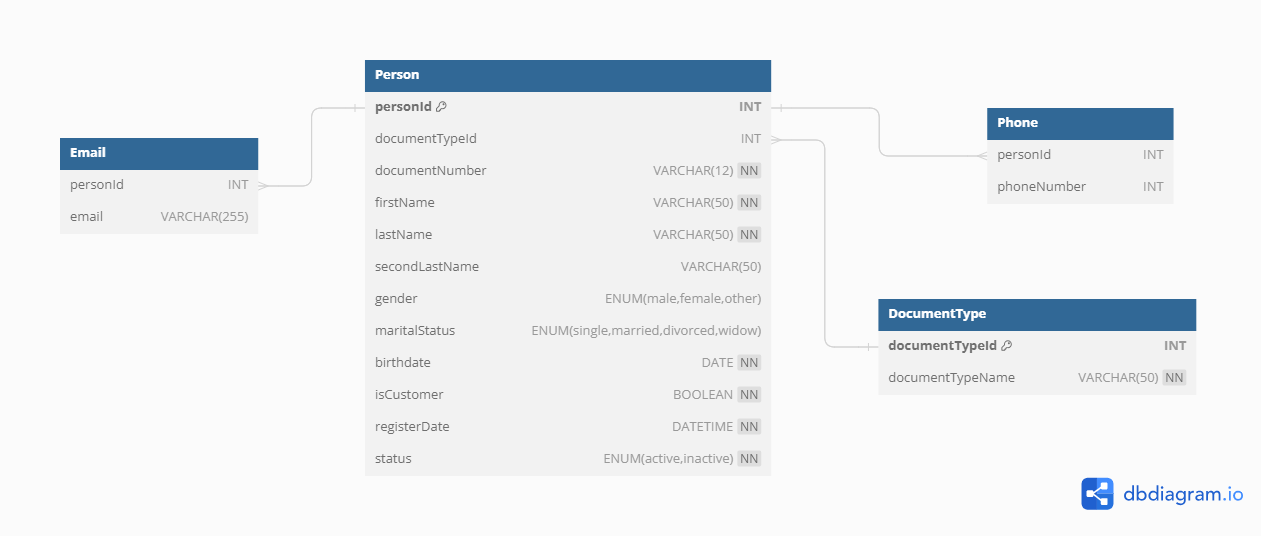 Email
personId INT
email VARCHAR(255)
Person
personId INT
documentTypeId INT
documentNumber VARCHAR(12) NN
firstName VARCHAR(50) NN
lastName VARCHAR(50) NN
secondLastName VARCHAR(50)
gender ENUM(male,female,other)
maritalStatus ENUM(single,married,divorced,widow)
birthdate DATE NN
isCustomer BOOLEAN NN
registerDate DATETIME NN
status ENUM(active,inactive) NN
Phone
personId INT
phoneNumber INT
DocumentType
documentTypeId INT
documentTypeName VARCHAR(50) NN
dbdiagram.io